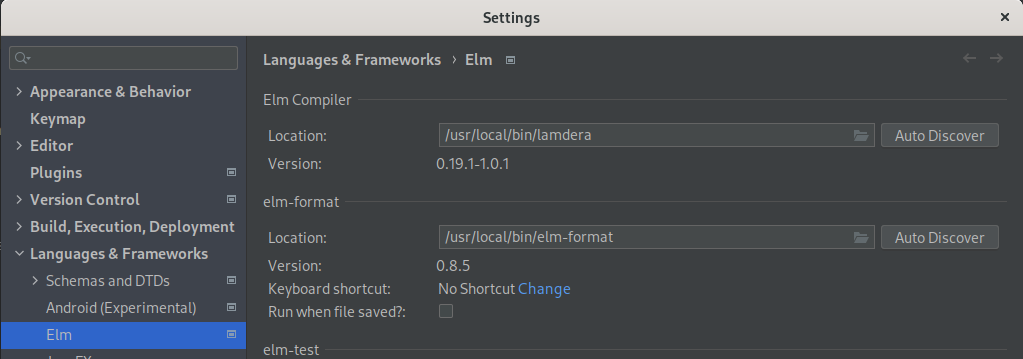 Settings
Languages & Frameworks › Elm
Appearance & Behavior
Keymap
Editor
Plugins
Version Control
Build, Execution, Deployment
Languages & Frameworks
Schemas and DTDs
Android (Experimental)
Elm
Elm Compiler
Location: /usr/local/bin/lamdera Auto Discover
Version: 0.19.1-1.0.1
elm-format
Location: /usr/local/bin/elm-format Auto Discover
Version: 0.8.5
Keyboard shortcut: No Shortcut Change
Run when file saved?:
elm-test